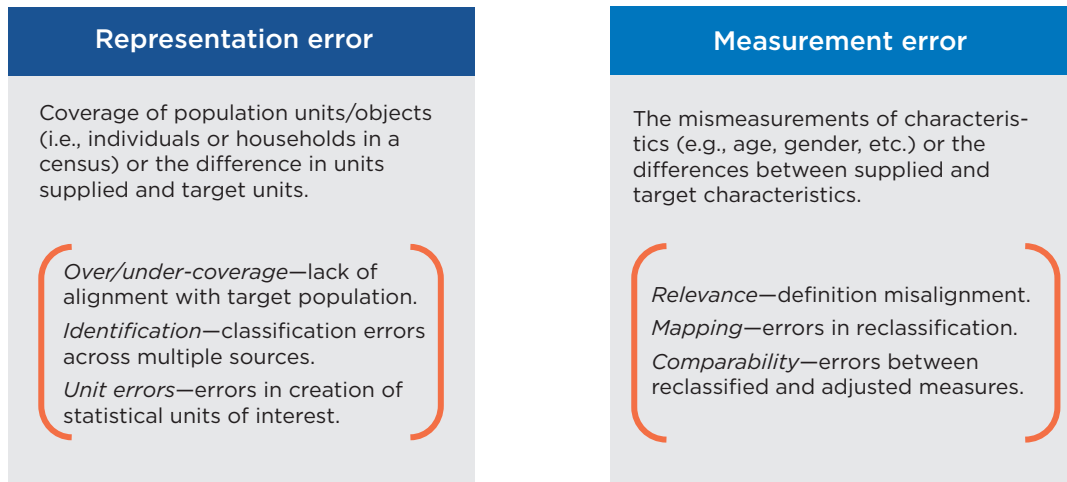 Representation error
Coverage of population units/objects
(i.e., individuals or households in a
census) or the difference in units
supplied and target units.
Over/under-coverage—lack of
alignment with target population.
Identification—classification errors
across multiple sources.
Unit errors—errors in creation of
statistical units of interest.
Measurement error
The mismeasurements of characteris-
tics (e.g., age, gender, etc.) or the
differences between supplied and
target characteristics.
Relevance—definition misalignment.
Mapping—errors in reclassification.
Comparability—errors between
reclassified and adjusted measures.